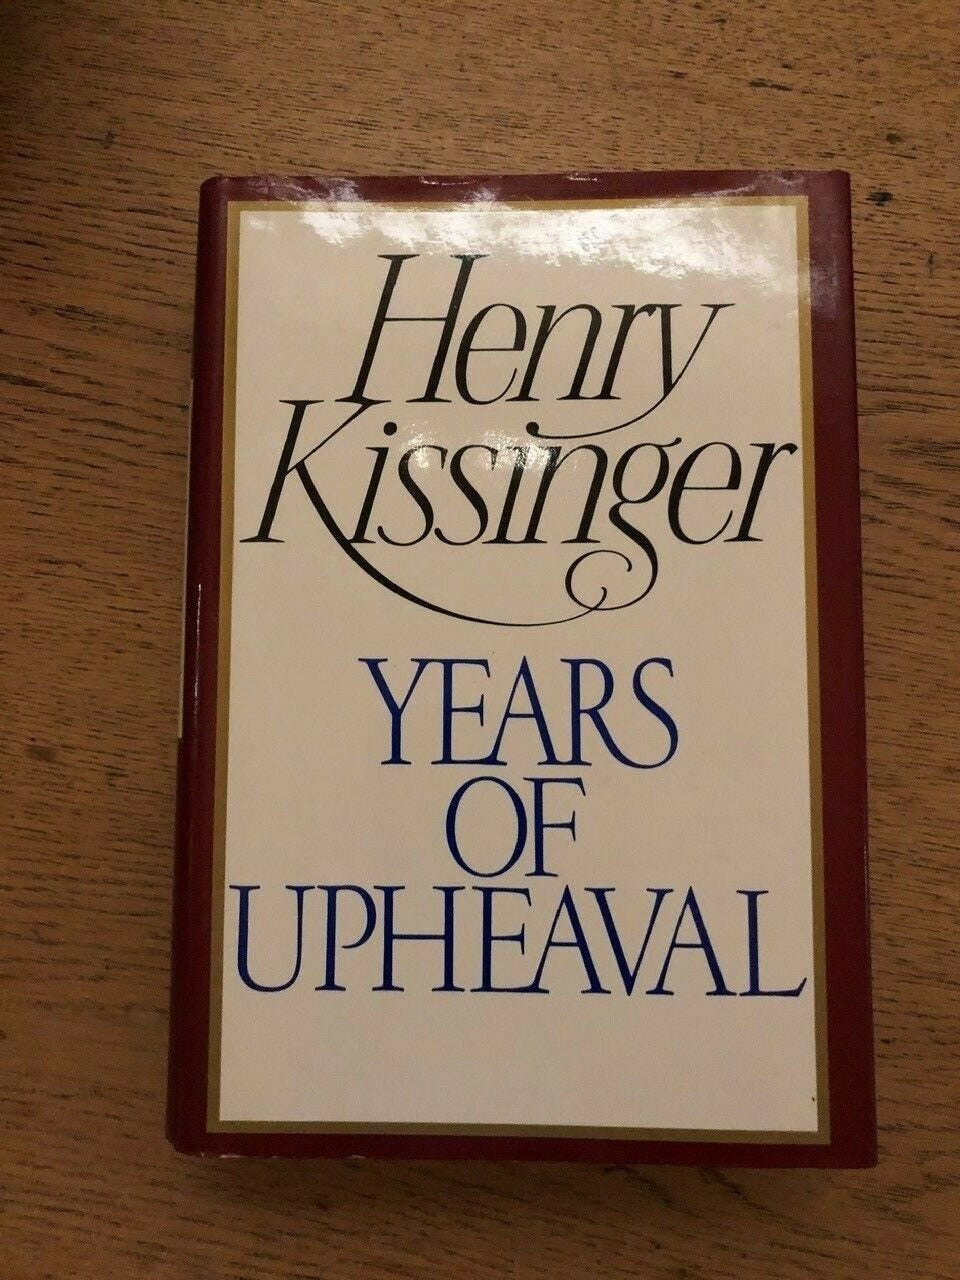 Henry
Kissinger
YEARS
OF
UPHEAVAL